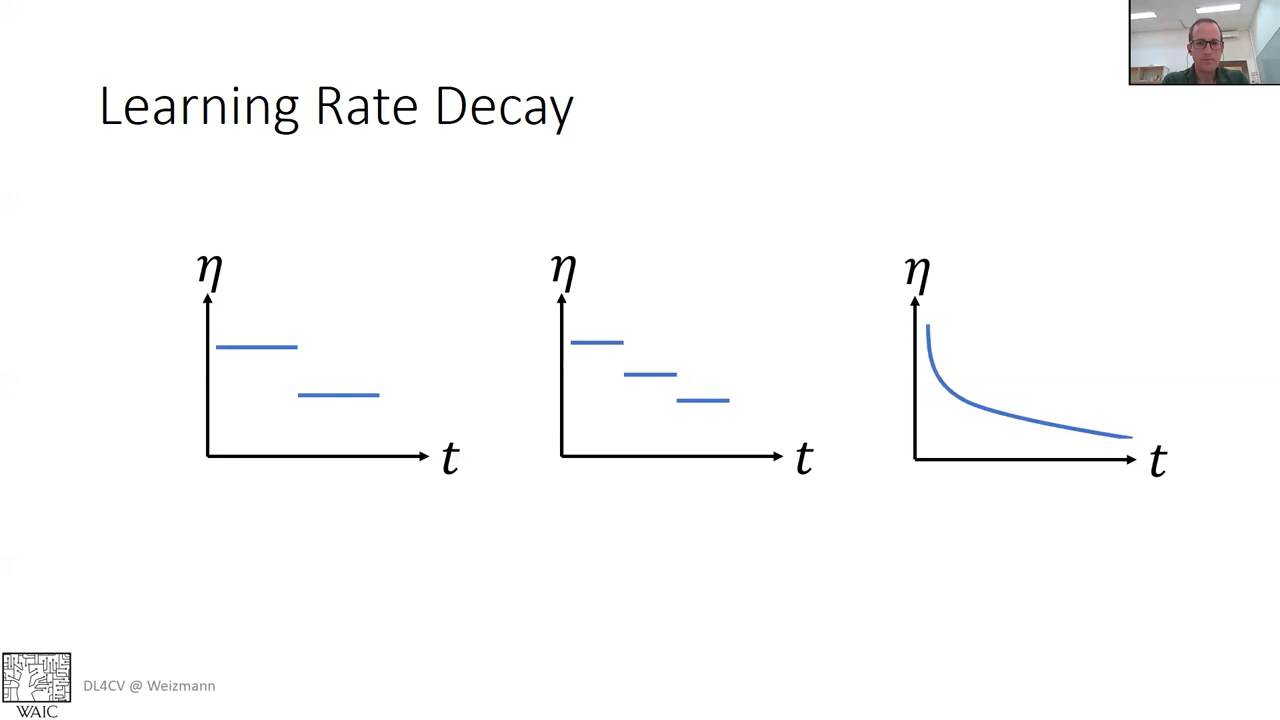 Learning Rate Decay
η
η
η
t
t
t
DL4CV @ Weizmann
WAIC